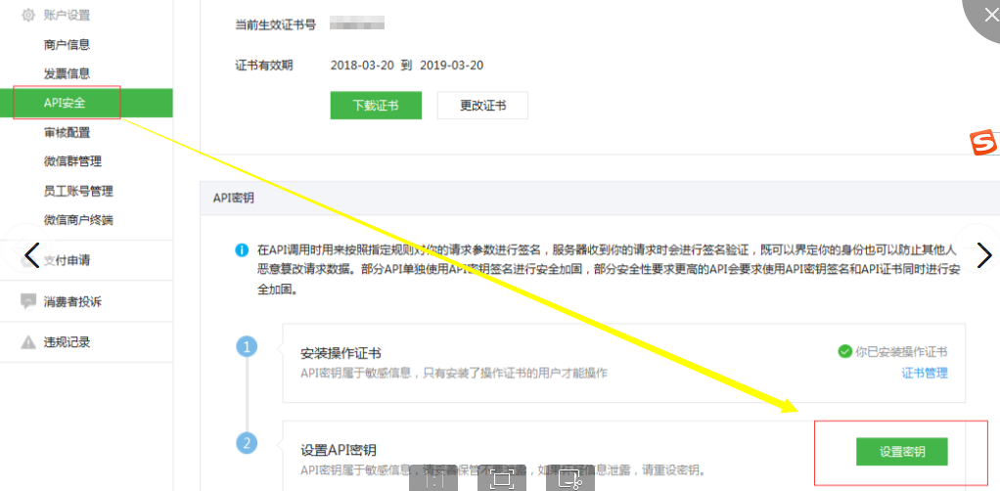 账户设置
商户信息
发票信息
API安全
审核配置
微信群管理
员工账号管理
微信商户终端
支付申请
消费者投诉
违规记录
当前生效证书号
证书有效期 2018-03-20 到 2019-03-20
下载证书 更改证书
API密钥
在API调用时用来按照指定规则对你的请求参数进行签名，服务器收到你的请求时会进行签名验证，既可以界定你的身份也可以防止其他人
恶意篡改请求数据。部分API单独使用API密钥签名进行安全加固，部分安全性要求更高的API会要求使用API密钥签名和API证书同时进行安
全加固。
1
安装操作证书
API密钥属于敏感信息，只有安装了操作证书的用户才能操作
你已安装操作证书
证书管理
2
设置API密钥
API密钥属于敏感信息，请妥善保管不要泄露，如果怀疑信息泄露，请重设密钥。
设置密钥
S